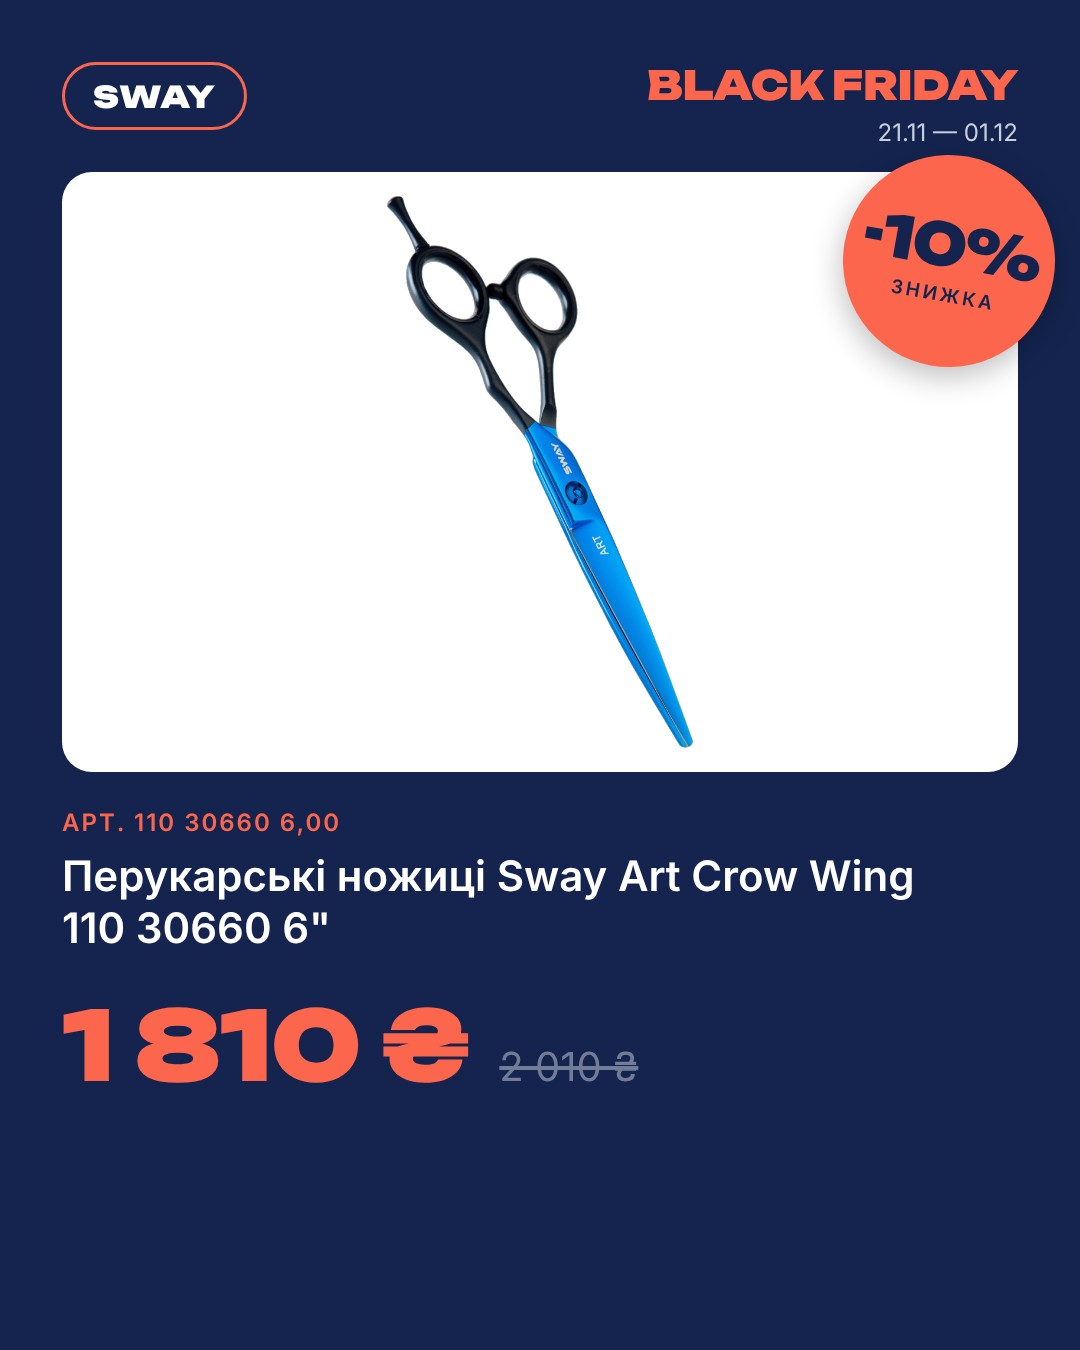 SWAY
BLACK FRIDAY
21.11 — 01.12
-10%
ЗНИЖКА
SWAY
ART
АРТ. 110 30660 6,00
Перукарські ножиці Sway Art Crow Wing
110 30660 6"
1 810 ₴ 2 010 ₴